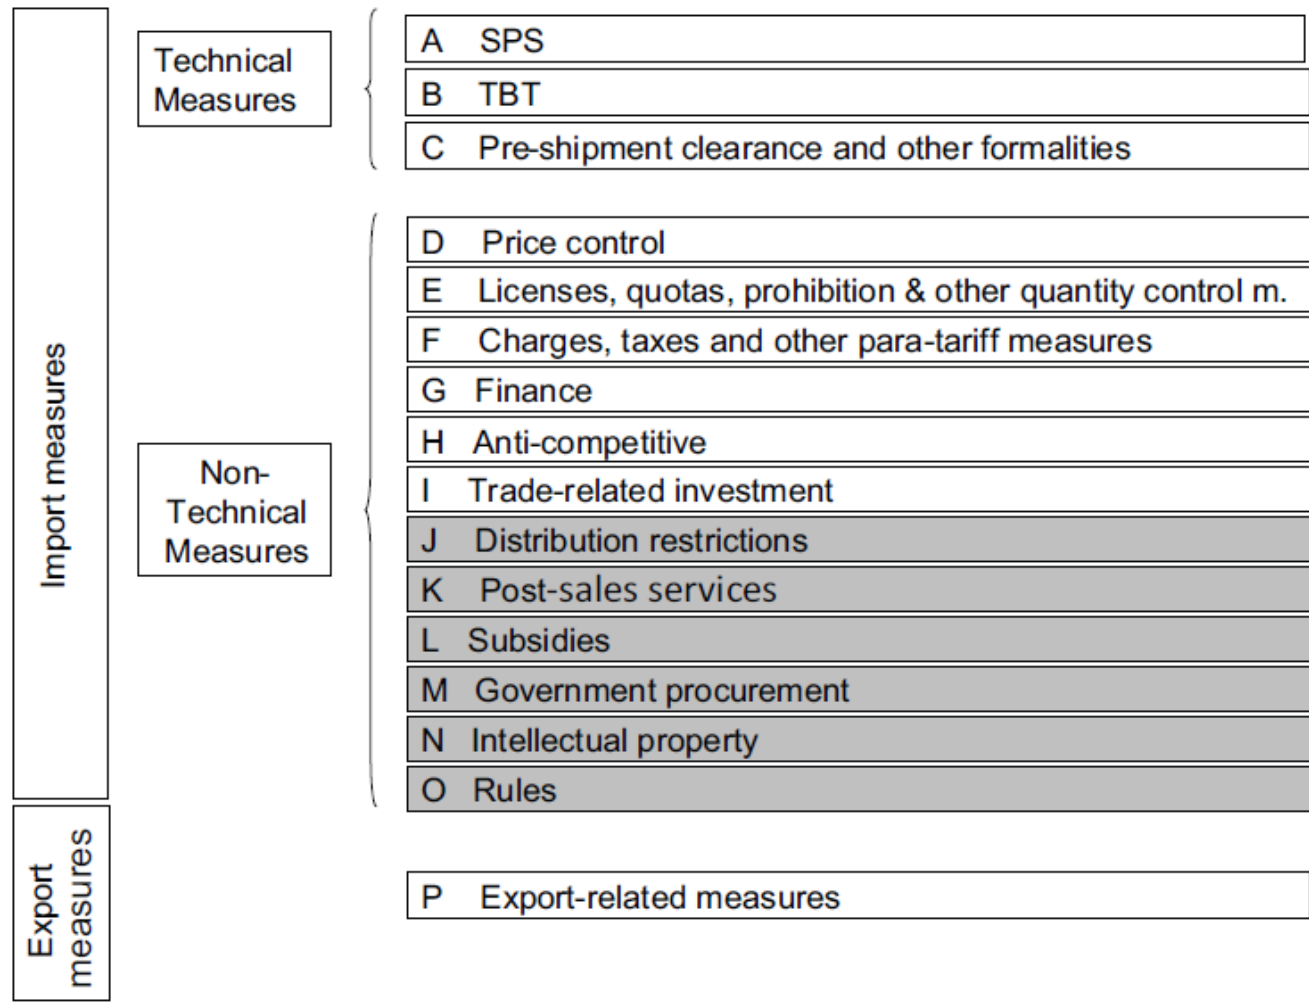 Import measures
Technical
Measures
A SPS
B TBT
C Pre-shipment clearance and other formalities
Non-
Technical
Measures
D Price control
E Licenses, quotas, prohibition & other quantity control m.
F Charges, taxes and other para-tariff measures
G Finance
H Anti-competitive
I Trade-related investment
J Distribution restrictions
K Post-sales services
L Subsidies
M Government procurement
N Intellectual property
O Rules
Export
measures
P Export-related measures